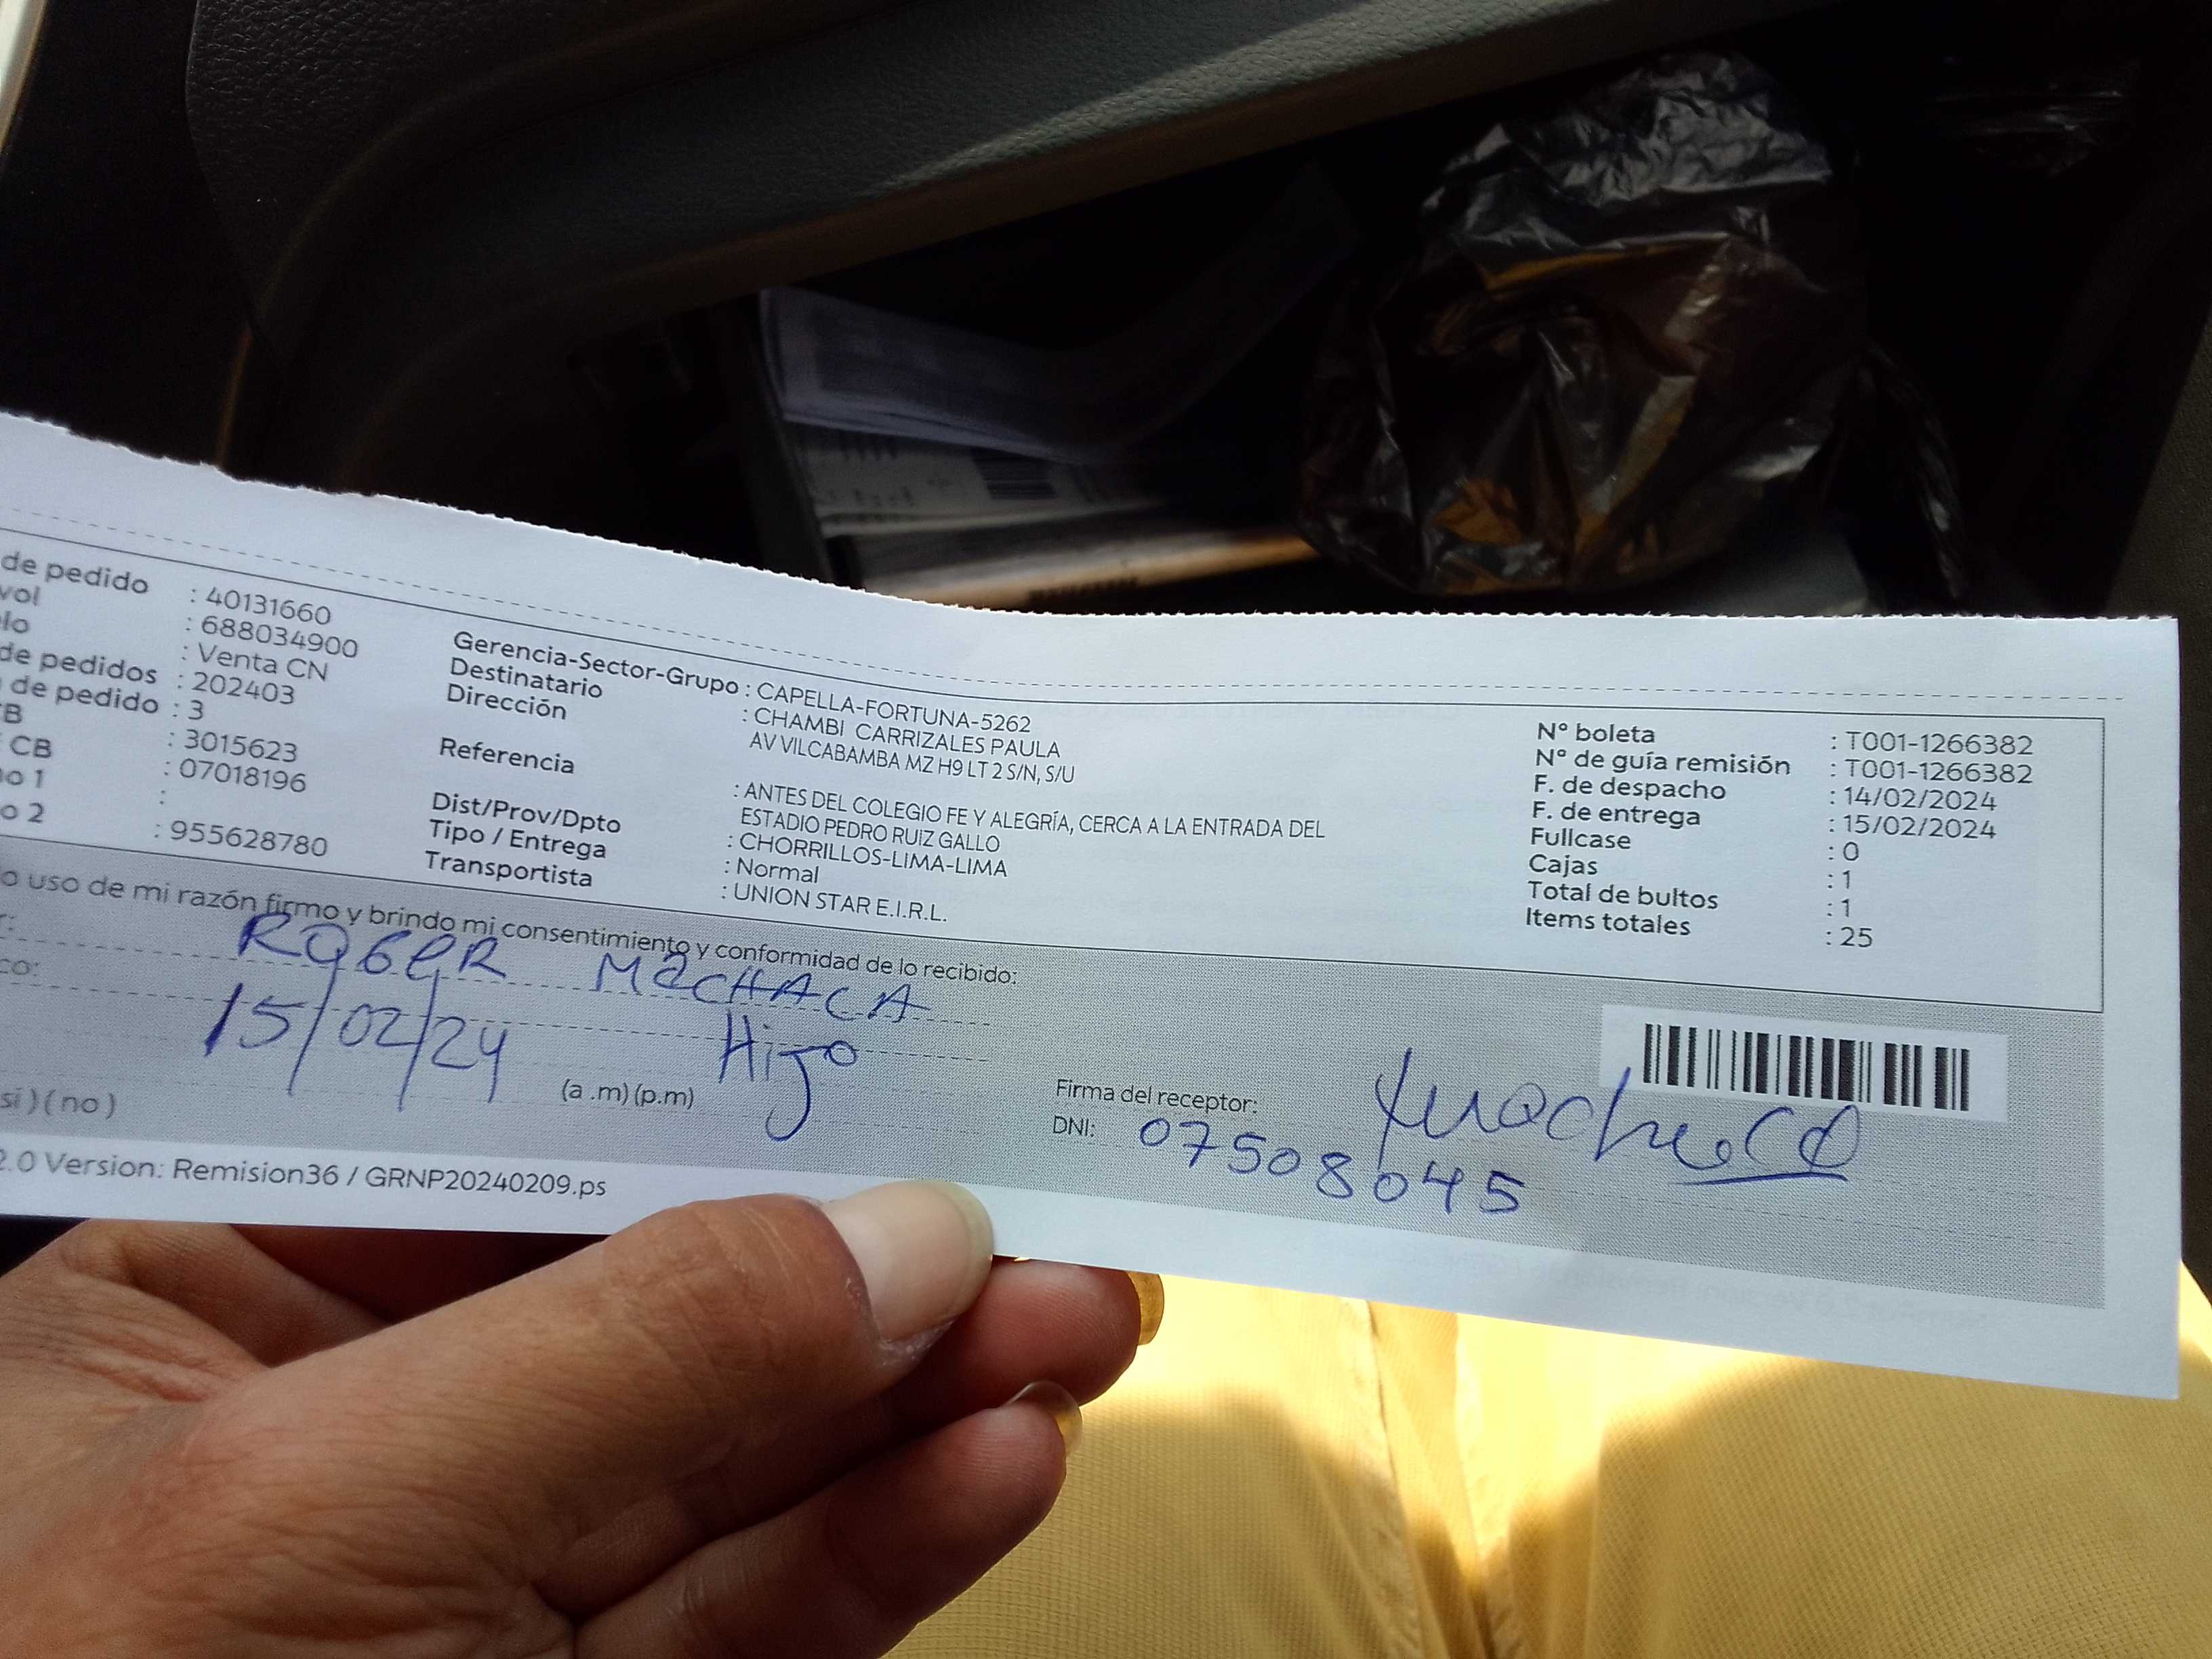 de pedido : 40131660
vol : 688034900
lo : Venta CN
de pedidos : 202403
de pedido : 3
B : 3015623
CB : 07018196
o 1 :
o 2 : 955628780
Gerencia-Sector-Grupo : CAPELLA-FORTUNA-5262
Destinatario : CHAMBI CARRIZALES PAULA
Dirección AV VILCABAMBA MZ H9 LT 2 S/N, S/U
Referencia : ANTES DEL COLEGIO FE Y ALEGRÍA, CERCA A LA ENTRADA DEL
ESTADIO PEDRO RUIZ GALLO
Dist/Prov/Dpto : CHORRILLOS-LIMA-LIMA
Tipo / Entrega : Normal
Transportista : UNION STAR E.I.R.L.
Nº boleta : T001-1266382
Nº de guía remisión : T001-1266382
F. de despacho : 14/02/2024
F. de entrega : 15/02/2024
Fullcase : 0
Cajas : 1
Total de bultos : 1
Items totales : 25
o uso de mi razón firmo y brindo mi consentimiento y conformidad de lo recibido:
r: ROGER MACHACA
co: Hijo
15/02/24 (a .m) (p.m)
si ) ( no )
Firma del receptor:
DNI: 07508045
2.0 Version: Remision36 / GRNP20240209.ps